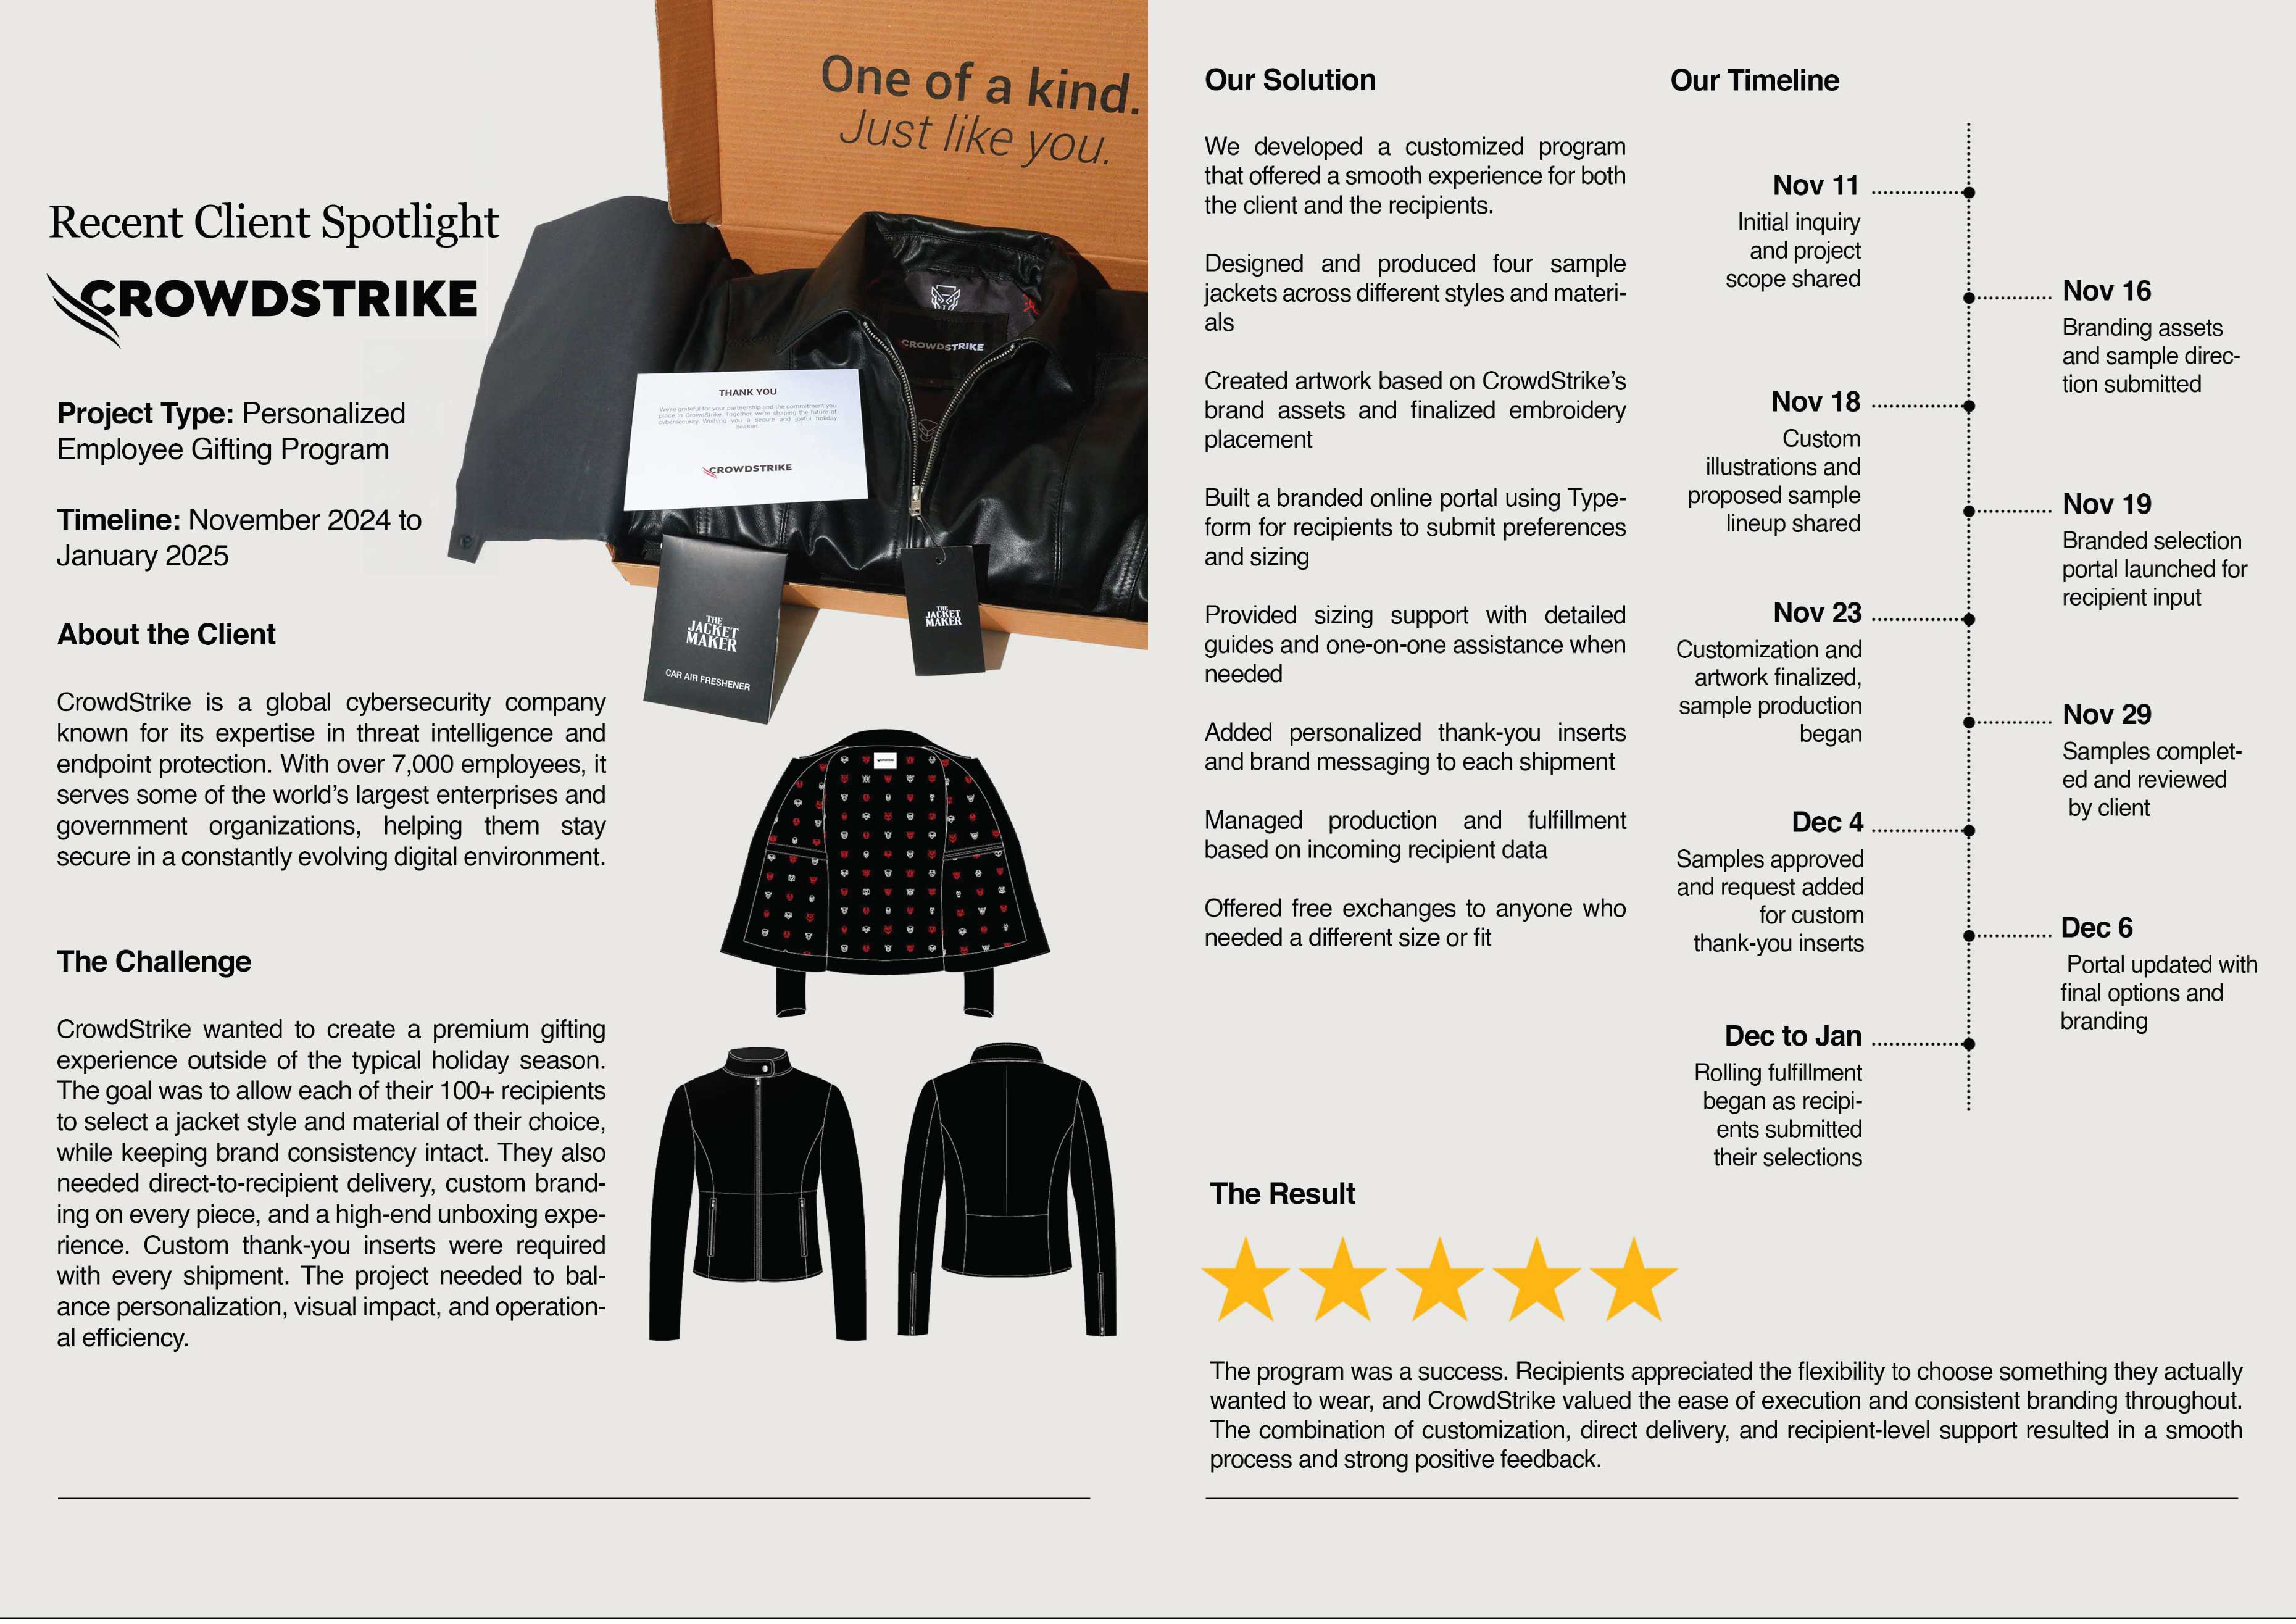 One of a kind.
Just like you.
Recent Client Spotlight
CROWDSTRIKE
Project Type: Personalized
Employee Gifting Program
Timeline: November 2024 to
January 2025
About the Client
CrowdStrike is a global cybersecurity company
known for its expertise in threat intelligence and
endpoint protection. With over 7,000 employees, it
serves some of the world's largest enterprises and
government organizations, helping them stay
secure in a constantly evolving digital environment.
The Challenge
CrowdStrike wanted to create a premium gifting
experience outside of the typical holiday season.
The goal was to allow each of their 100+ recipients
to select a jacket style and material of their choice,
while keeping brand consistency intact. They also
needed direct-to-recipient delivery, custom brand-
ing on every piece, and a high-end unboxing expe-
rience. Custom thank-you inserts were required
with every shipment. The project needed to bal-
ance personalization, visual impact, and operation-
al efficiency.
CROWDSTRIKE
THANK YOU
We're grateful for your partnership and the commitment you
place in CrowdStrike. Together, we're shaping the future of
cybersecurity. Wishing you a secure and joyful holiday
season.
CROWDSTRIKE
THE
JACKET
MAKER
CAR AIR FRESHENER
THE
JACKET
MAKER
Our Solution
We developed a customized program
that offered a smooth experience for both
the client and the recipients.
Designed and produced four sample
jackets across different styles and materi-
als
Created artwork based on CrowdStrike's
brand assets and finalized embroidery
placement
Built a branded online portal using Type-
form for recipients to submit preferences
and sizing
Provided sizing support with detailed
guides and one-on-one assistance when
needed
Added personalized thank-you inserts
and brand messaging to each shipment
Managed production and fulfillment
based on incoming recipient data
Offered free exchanges to anyone who
needed a different size or fit
Our Timeline
Nov 11
Initial inquiry
and project
scope shared
Nov 16
Branding assets
and sample direc-
tion submitted
Nov 18
Custom
illustrations and
proposed sample
lineup shared
Nov 19
Branded selection
portal launched for
recipient input
Nov 23
Customization and
artwork finalized,
sample production
began
Nov 29
Samples complet-
ed and reviewed
by client
Dec 4
Samples approved
and request added
for custom
thank-you inserts
Dec 6
Portal updated with
final options and
branding
Dec to Jan
Rolling fulfillment
began as recipi-
ents submitted
their selections
The Result
The program was a success. Recipients appreciated the flexibility to choose something they actually
wanted to wear, and CrowdStrike valued the ease of execution and consistent branding throughout.
The combination of customization, direct delivery, and recipient-level support resulted in a smooth
process and strong positive feedback.